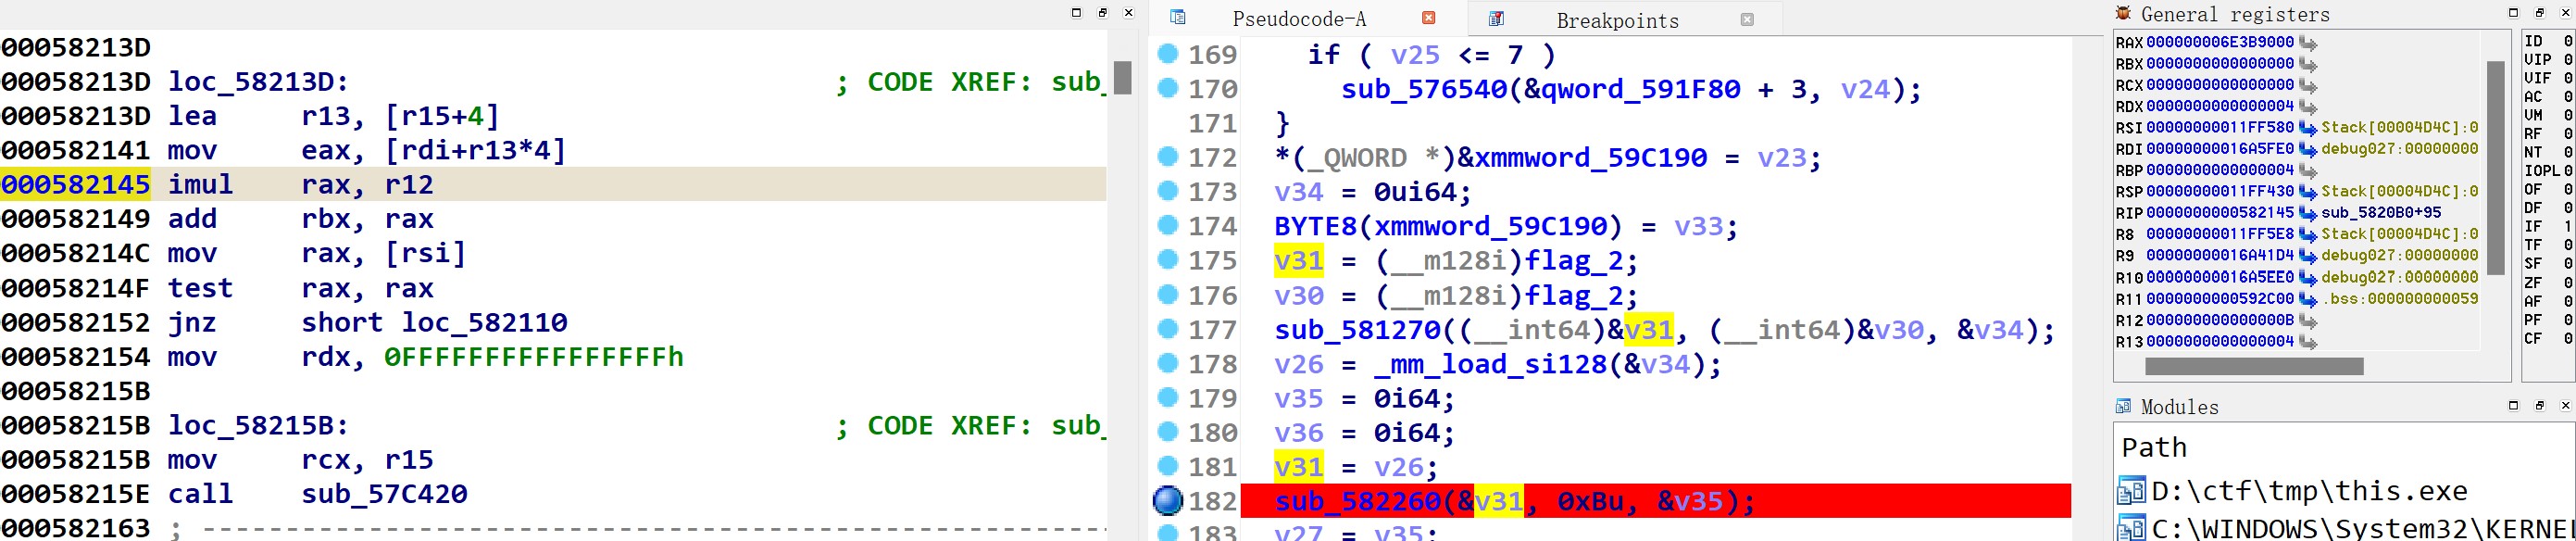 00058213D
00058213D loc_58213D: ; CODE XREF: sub_
00058213D lea r13, [r15+4]
000582141 mov eax, [rdi+r13*4]
000582145 imul rax, r12
000582149 add rbx, rax
00058214C mov rax, [rsi]
00058214F test rax, rax
000582152 jnz short loc_582110
000582154 mov rdx, 0FFFFFFFFFFFFFFFFh
00058215B
00058215B loc_58215B: ; CODE XREF: sub_
00058215B mov rcx, r15
00058215E call sub_57C420
000582163 ; ---------------------------------------------------------
Pseudocode-A
Breakpoints
169 if ( v25 <= 7 )
170 sub_576540(&qword_591F80 + 3, v24);
171 }
172 *(_QWORD *)&xmmword_59C190 = v23;
173 v34 = 0ui64;
174 BYTE8(xmmword_59C190) = v33;
175 v31 = (__m128i)flag_2;
176 v30 = (__m128i)flag_2;
177 sub_581270((__int64)&v31, (__int64)&v30, &v34);
178 v26 = _mm_load_si128(&v34);
179 v35 = 0i64;
180 v36 = 0i64;
181 v31 = v26;
182 sub_582260(&v31, 0xBu, &v35);
183 v27 = v35;
General registers
RAX 000000006E3B9000
RBX 0000000000000000
RCX 0000000000000000
RDX 0000000000000004
RSI 00000000011FF580 Stack[00004D4C]:0
RDI 00000000016A5FE0 debug027:00000000
RBP 0000000000000004
RSP 00000000011FF430 Stack[00004D4C]:0
RIP 0000000000582145 sub_5820B0+95
R8 00000000011FF5E8 Stack[00004D4C]:0
R9 00000000016A41D4 debug027:00000000
R10 00000000016A5EE0 debug027:00000000
R11 0000000000592C00 .bss:000000000059
R12 000000000000000B
R13 0000000000000004
ID 0
VIP 0
VIF 0
AC 0
VM 0
RF 0
NT 0
IOPL 0
OF 0
DF 0
IF 1
TF 0
SF 0
ZF 0
AF 0
PF 0
CF 0
Modules
Path
D:\ctf\tmp\this.exe
C:\WINDOWS\System32\KERNEL